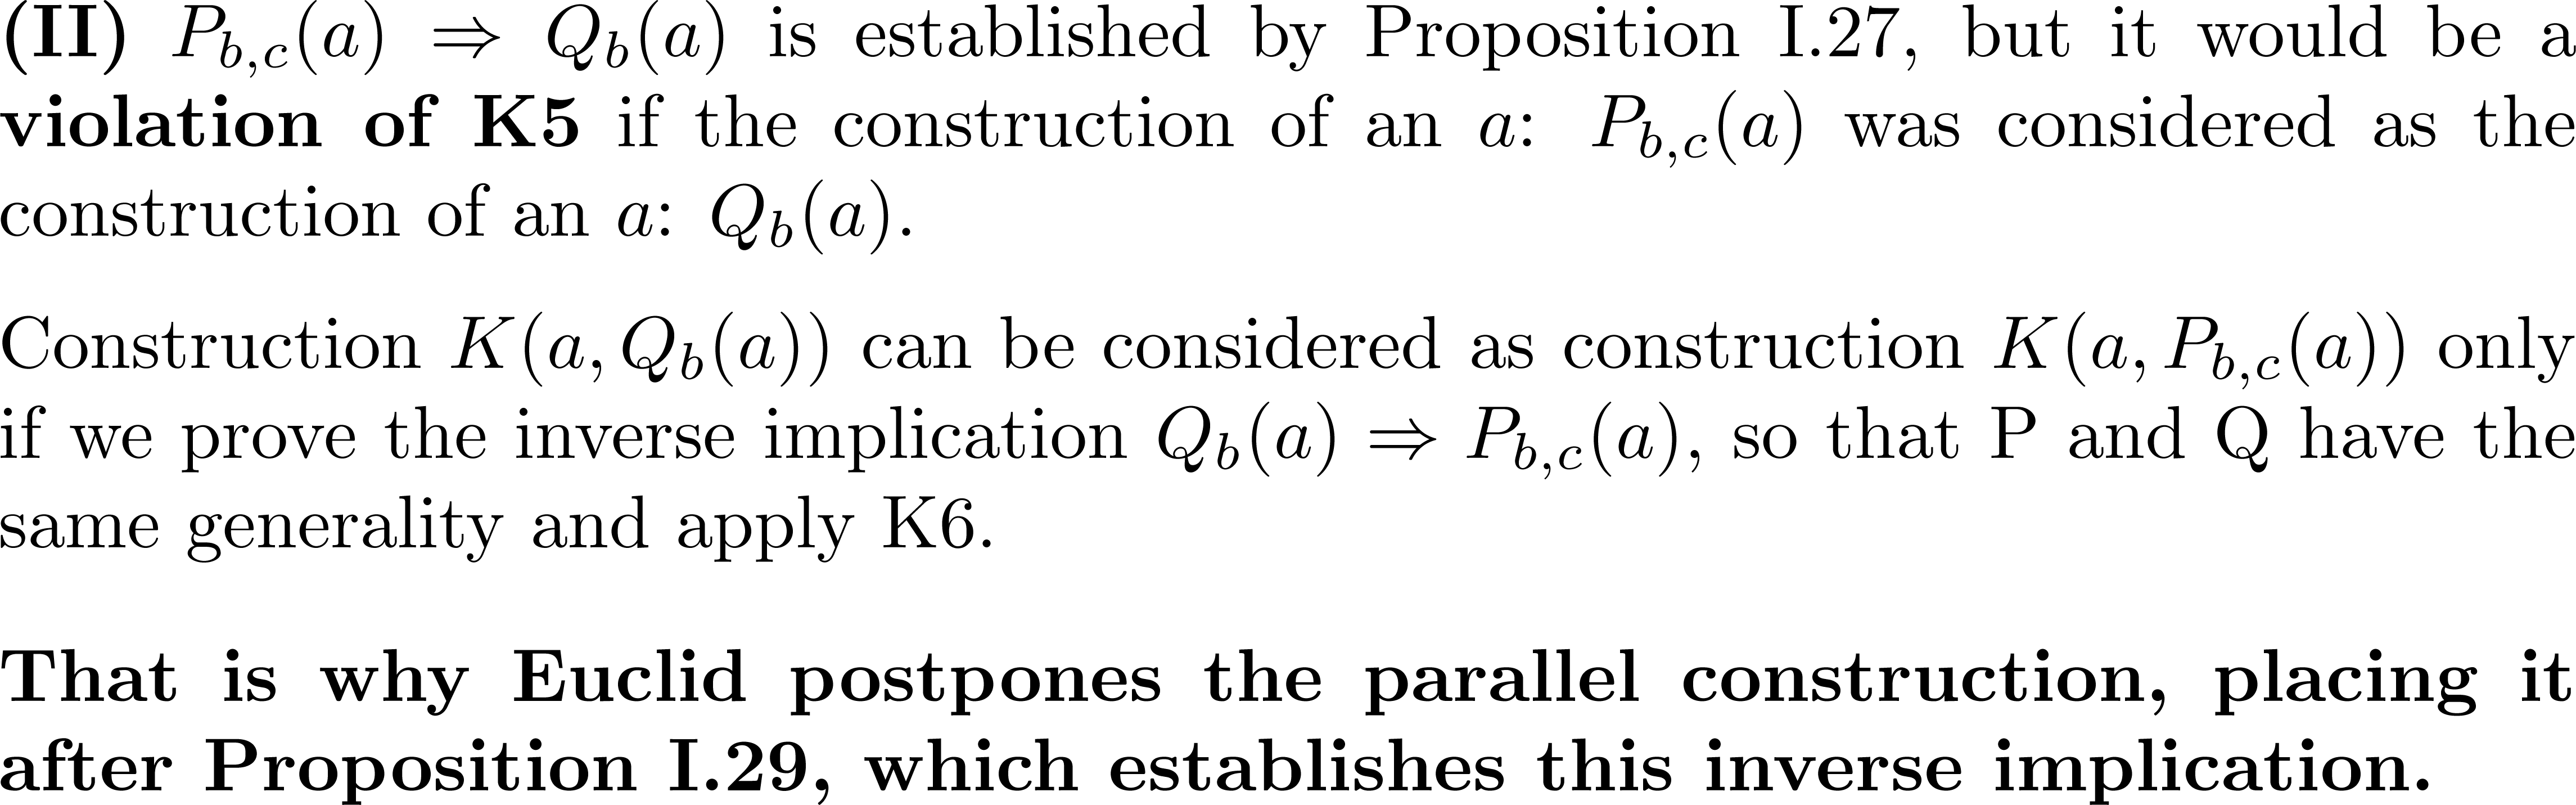 (II) P_{b,c}(a) ⇒ Q_b(a) is established by Proposition I.27, but it would be a
violation of K5 if the construction of an a: P_{b,c}(a) was considered as the
construction of an a: Q_b(a).
Construction K(a, Q_b(a)) can be considered as construction K(a, P_{b,c}(a)) only
if we prove the inverse implication Q_b(a) ⇒ P_{b,c}(a), so that P and Q have the
same generality and apply K6.
That is why Euclid postpones the parallel construction, placing it
after Proposition I.29, which establishes this inverse implication.